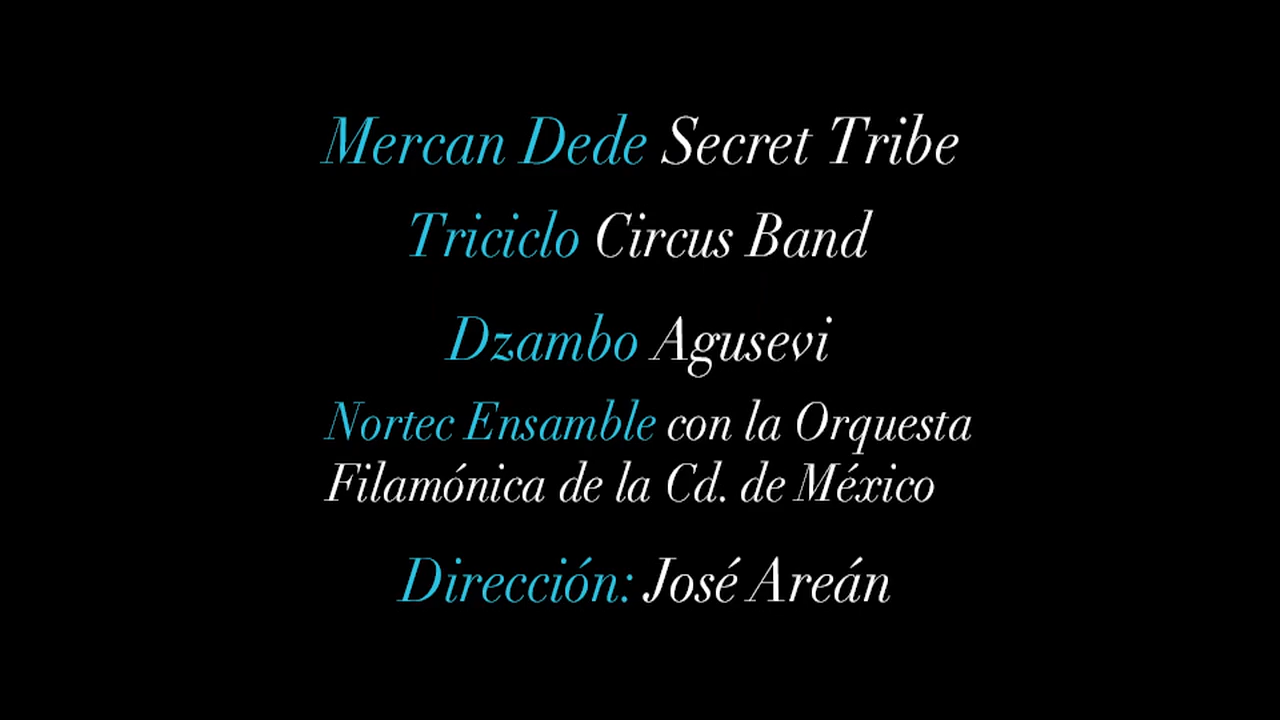 Mercan Dede Secret Tribe
Triciclo Circus Band
Dzambo Agusevi
Nortec Ensamble con la Orquesta
Filamónica de la Cd. de México
Dirección: José Areán